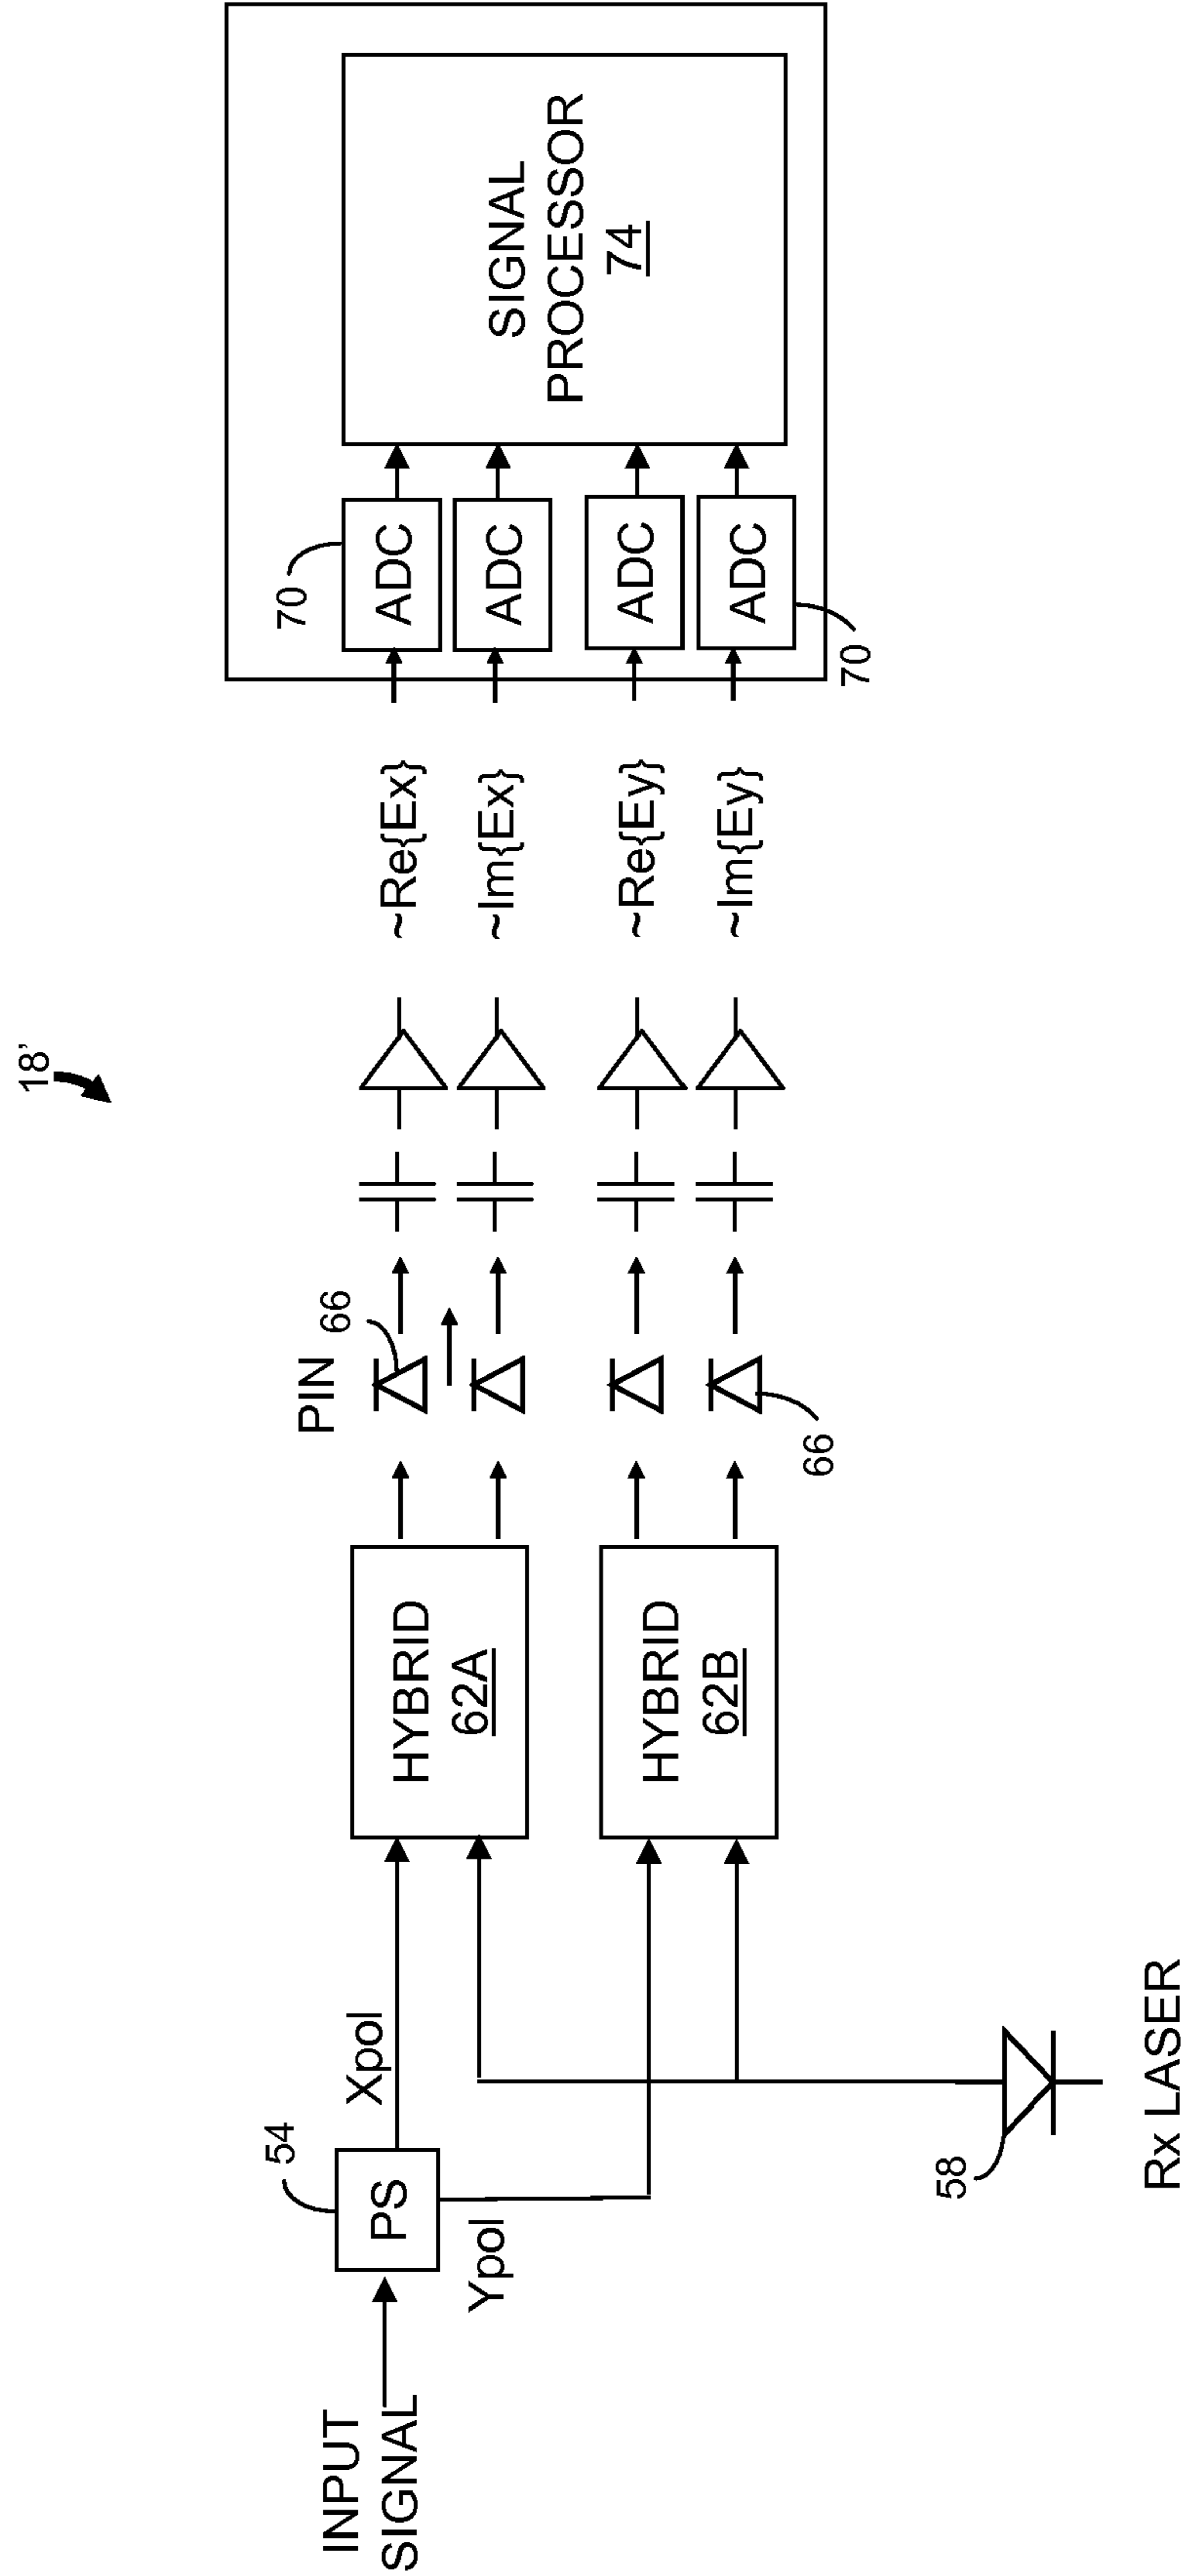 18'
INPUT
SIGNAL
54
PS
Xpol
Ypol
58
Rx LASER
HYBRID
62A
HYBRID
62B
PIN
66
66
~Re{Ex}
~Im{Ex}
~Re{Ey}
~Im{Ey}
70
ADC
ADC
ADC
ADC
70
SIGNAL
PROCESSOR
74